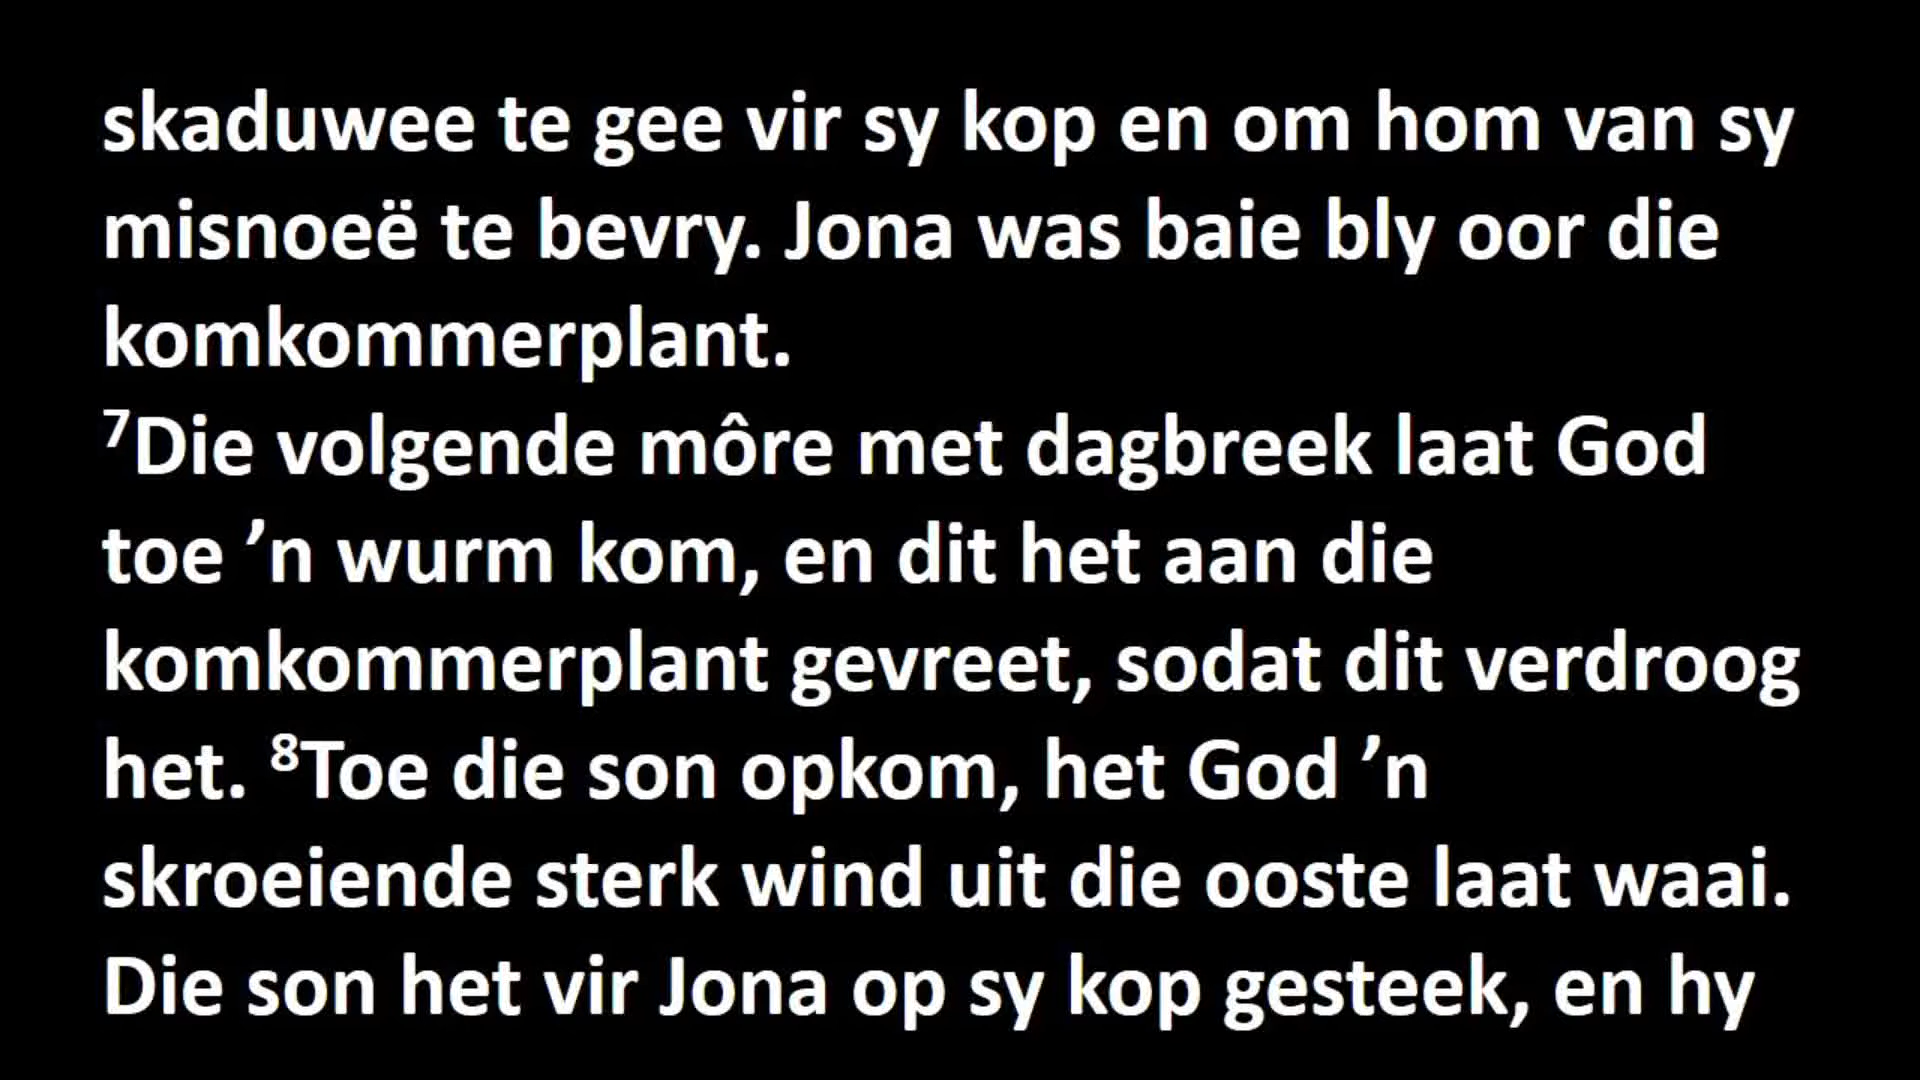 skaduwee te gee vir sy kop en om hom van sy
misnoeë te bevry. Jona was baie bly oor die
komkommerplant.
⁷Die volgende môre met dagbreek laat God
toe ’n wurm kom, en dit het aan die
komkommerplant gevreet, sodat dit verdroog
het. ⁸Toe die son opkom, het God ’n
skroeiende sterk wind uit die ooste laat waai.
Die son het vir Jona op sy kop gesteek, en hy